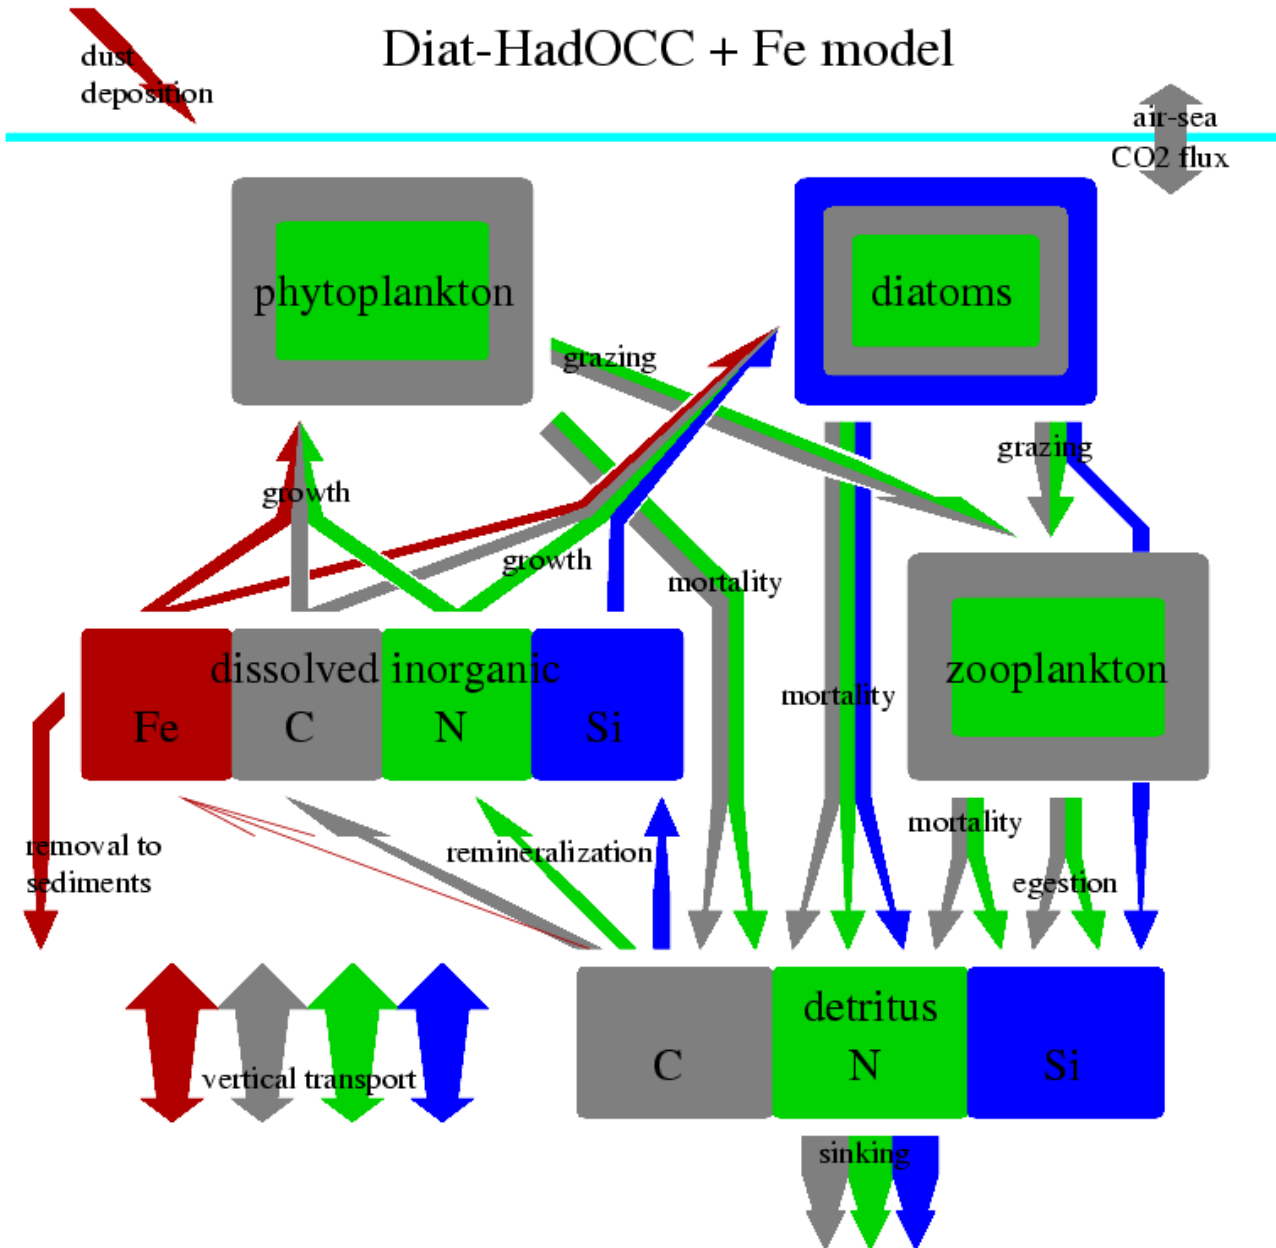 Diat-HadOCC + Fe model
dust
deposition
air-sea
CO2 flux
phytoplankton
diatoms
grazing
grazing
growth
growth
mortality
dissolved inorganic
Fe C N Si
zooplankton
mortality
mortality
removal to
sediments
remineralization
egestion
detritus
C N Si
vertical transport
sinking